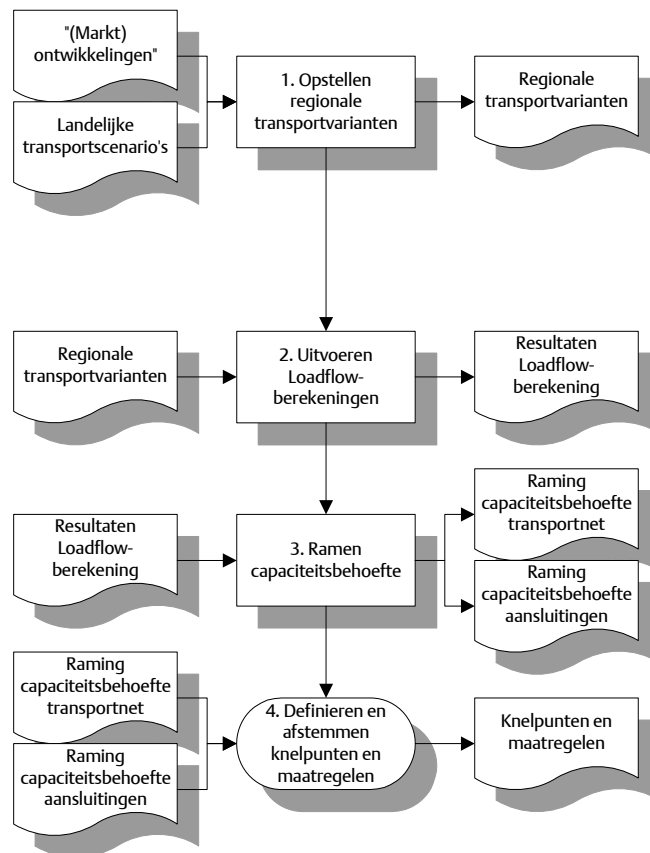 "(Markt)
ontwikkelingen"
Landelijke
transportscenario's
1. Opstellen
regionale
transportvarianten
Regionale
transportvarianten
Regionale
transportvarianten
2. Uitvoeren
Loadflow-
berekeningen
Resultaten
Loadflow-
berekening
Resultaten
Loadflow-
berekening
3. Ramen
capaciteitsbehoefte
Raming
capaciteitsbehoefte
transportnet
Raming
capaciteitsbehoefte
aansluitingen
Raming
capaciteitsbehoefte
transportnet
Raming
capaciteitsbehoefte
aansluitingen
4. Definieren en
afstemmen
knelpunten en
maatregelen
Knelpunten en
maatregelen